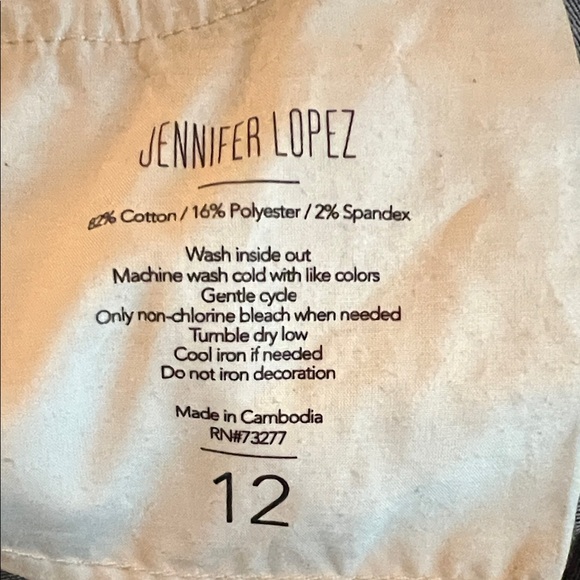 JENNIFER LOPEZ
82% Cotton / 16% Polyester / 2% Spandex
Wash inside out
Machine wash cold with like colors
Gentle cycle
Only non-chlorine bleach when needed
Tumble dry low
Cool iron if needed
Do not iron decoration
Made in Cambodia
RN#73277
12